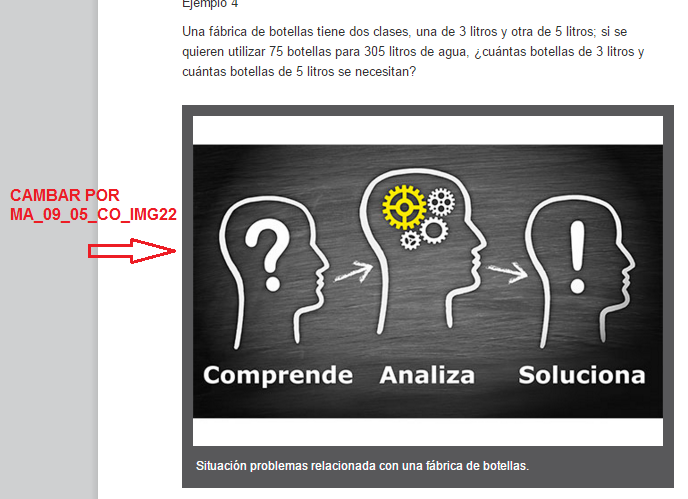 Ejemplo 4
Una fábrica de botellas tiene dos clases, una de 3 litros y otra de 5 litros; si se
quieren utilizar 75 botellas para 305 litros de agua, ¿cuántas botellas de 3 litros y
cuántas botellas de 5 litros se necesitan?
CAMBAR POR
MA_09_05_CO_IMG22
?
!
Comprende Analiza Soluciona
Situación problemas relacionada con una fábrica de botellas.